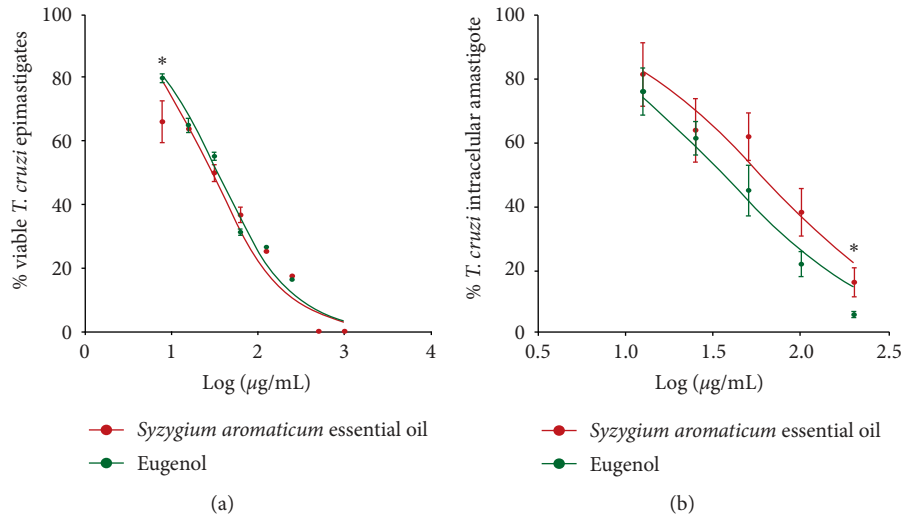 100
80
60
40
20
0
% viable T. cruzi epimastigates
*
0
1
2
3
4
Log (µg/mL)
Syzygium aromaticum essential oil
Eugenol
(a)
100
80
60
40
20
0
% T. cruzi intracelular amastigote
*
0.5
1.0
1.5
2.0
2.5
Log (µg/mL)
Syzygium aromaticum essential oil
Eugenol
(b)